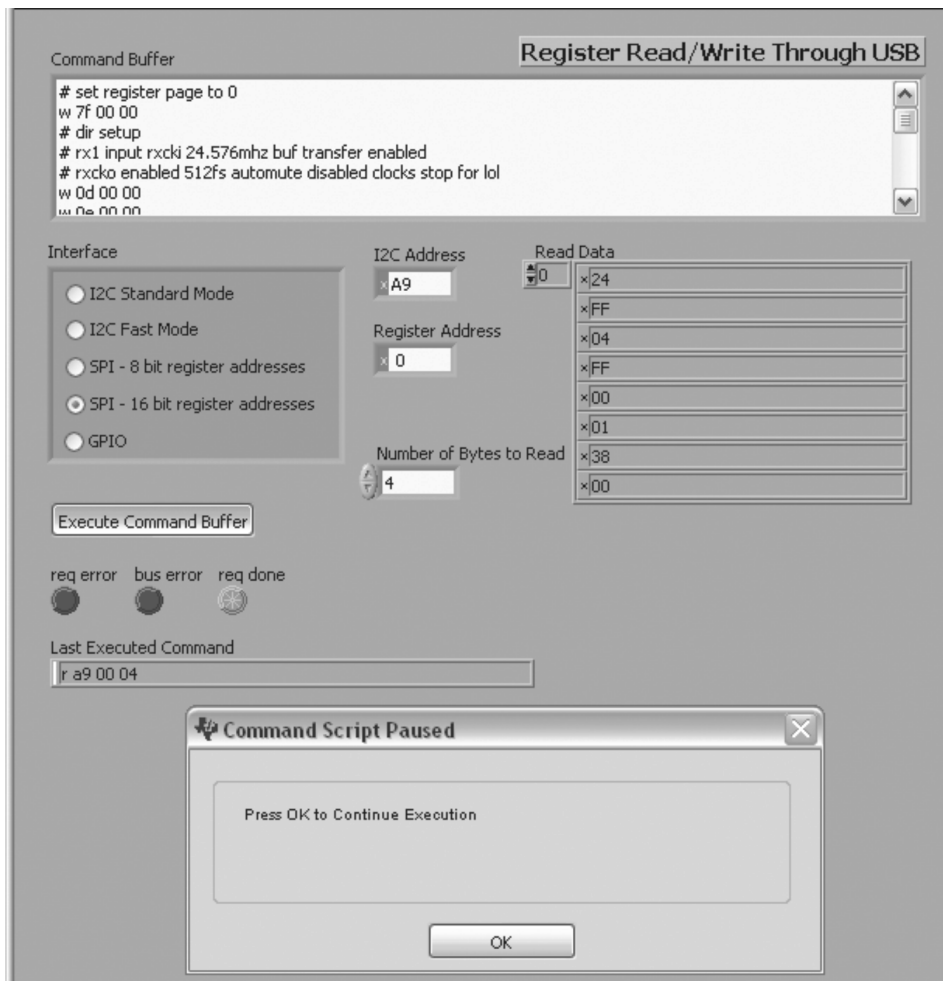 Register Read/Write Through USB
Command Buffer
# set register page to 0
w 7f 00 00
# dir setup
# rx1 input rxcki 24.576mhz buf transfer enabled
# rxcko enabled 512fs automute disabled clocks stop for lol
w 0d 00 00
w 0e 00 00
Interface
I2C Standard Mode
I2C Fast Mode
SPI - 8 bit register addresses
SPI - 16 bit register addresses
GPIO
I2C Address
x A9
Register Address
x 0
Number of Bytes to Read
4
Read Data
0
x 24
x FF
x 04
x FF
x 00
x 01
x 38
x 00
Execute Command Buffer
req error bus error req done
Last Executed Command
r a9 00 04
Command Script Paused
Press OK to Continue Execution
OK